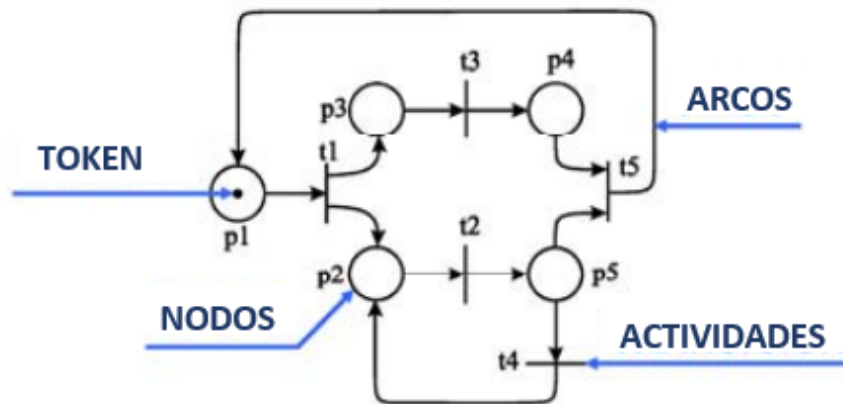 t3
p4
p3
ARCOS
TOKEN
t1
t5
p1
t2
p2
p5
NODOS
ACTIVIDADES
t4